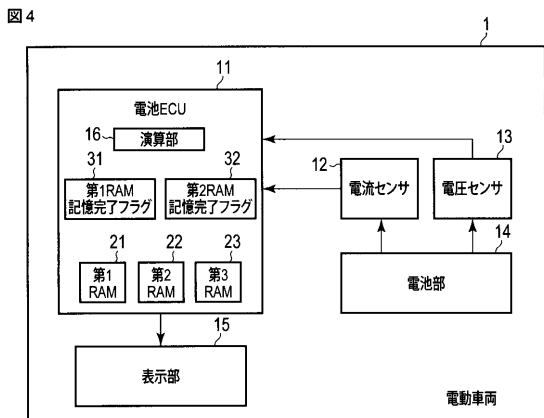 図4
1
11
電池ECU
16
演算部
31
32
第1RAM
記憶完了フラグ
第2RAM
記憶完了フラグ
21
22
23
第1
RAM
第2
RAM
第3
RAM
12
電流センサ
13
電圧センサ
14
電池部
15
表示部
電動車両